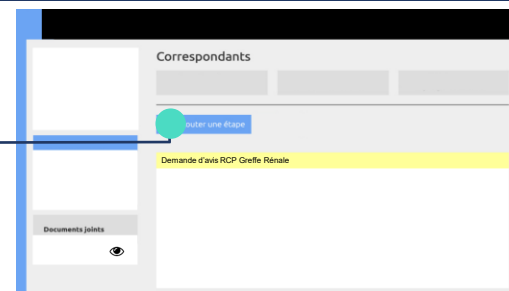 Correspondants
outer une étape
Demande d'avis RCP Greffe Rénale
Documents joints